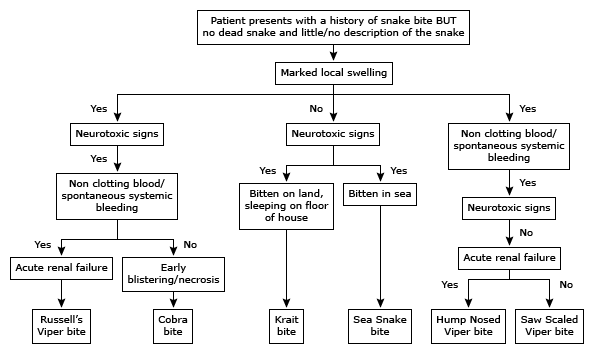 Patient presents with a history of snake bite BUT
no dead snake and little/no description of the snake
Marked local swelling
Yes
No
Yes
Neurotoxic signs
Neurotoxic signs
Non clotting blood/
spontaneous systemic
bleeding
Yes
Yes
Yes
Non clotting blood/
spontaneous systemic
bleeding
Bitten on land,
sleeping on floor
of house
Bitten in sea
Yes
Neurotoxic signs
No
Yes
No
Acute renal failure
Early
blistering/necrosis
Acute renal failure
Yes
No
Russell's
Viper bite
Cobra
bite
Krait
bite
Sea Snake
bite
Hump Nosed
Viper bite
Saw Scaled
Viper bite